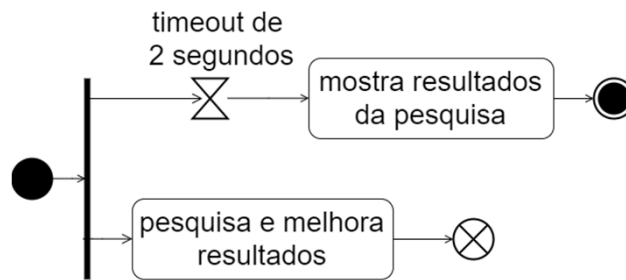 timeout de
2 segundos
mostra resultados
da pesquisa
pesquisa e melhora
resultados